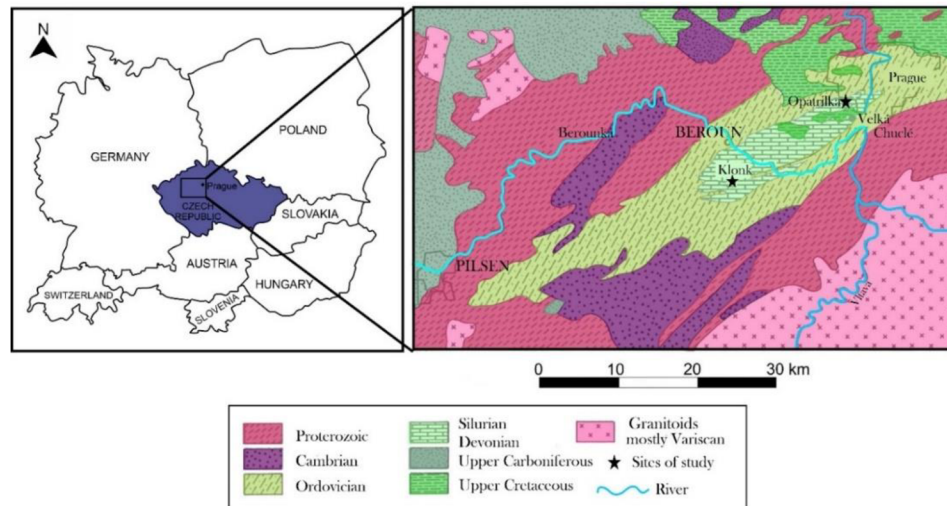 N
GERMANY
POLAND
Prague
CZECH
REPUBLIC
SLOVAKIA
AUSTRIA
HUNGARY
SWITZERLAND
SLOVENIA
Prague
Opatrilka
Velká
Chuclé
Berounka
BEROUN
Klonk
PILSEN
Vltava
0 10 20 30 km
Proterozoic
Cambrian
Ordovician
Silurian
Devonian
Upper Carboniferous
Upper Cretaceous
Granitoids
mostly Variscan
Sites of study
River